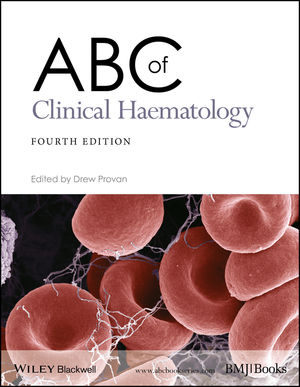 ABC of
Clinical Haematology
FOURTH EDITION
Edited by Drew Provan
WILEY Blackwell
www.abcbookseries.com
BMJ|Books